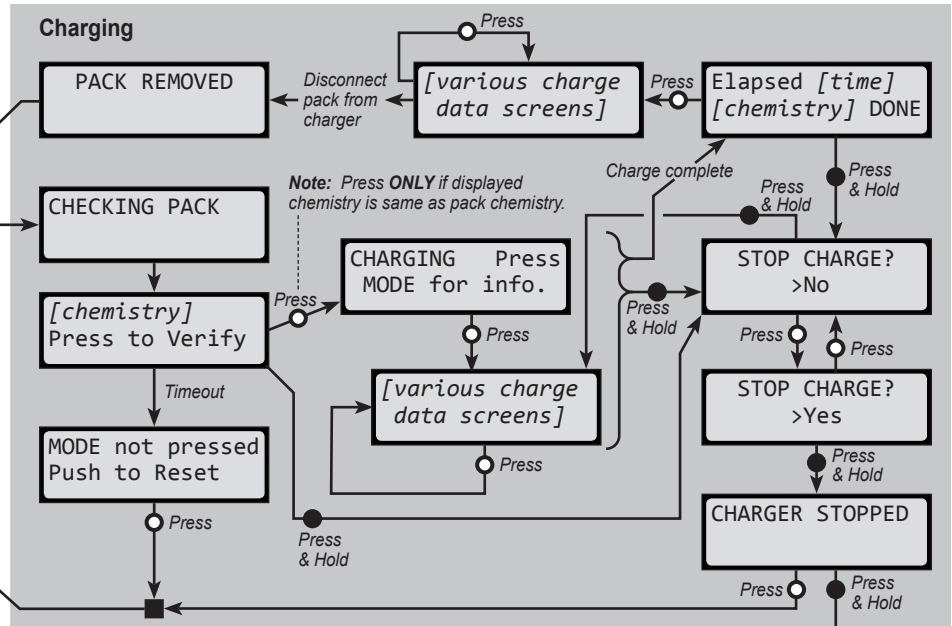 Charging
Press
PACK REMOVED
Disconnect
pack from
charger
[various charge
data screens]
Press
Elapsed [time]
[chemistry] DONE
Charge complete
Press
& Hold
Press
& Hold
Note: Press ONLY if displayed
chemistry is same as pack chemistry.
CHECKING PACK
CHARGING Press
MODE for info.
STOP CHARGE?
>No
Press
[chemistry]
Press to Verify
Press
& Hold
Press
Press
Press
Timeout
[various charge
data screens]
STOP CHARGE?
>Yes
MODE not pressed
Push to Reset
Press
Press
& Hold
Press
Press
& Hold
CHARGER STOPPED
Press
Press
& Hold